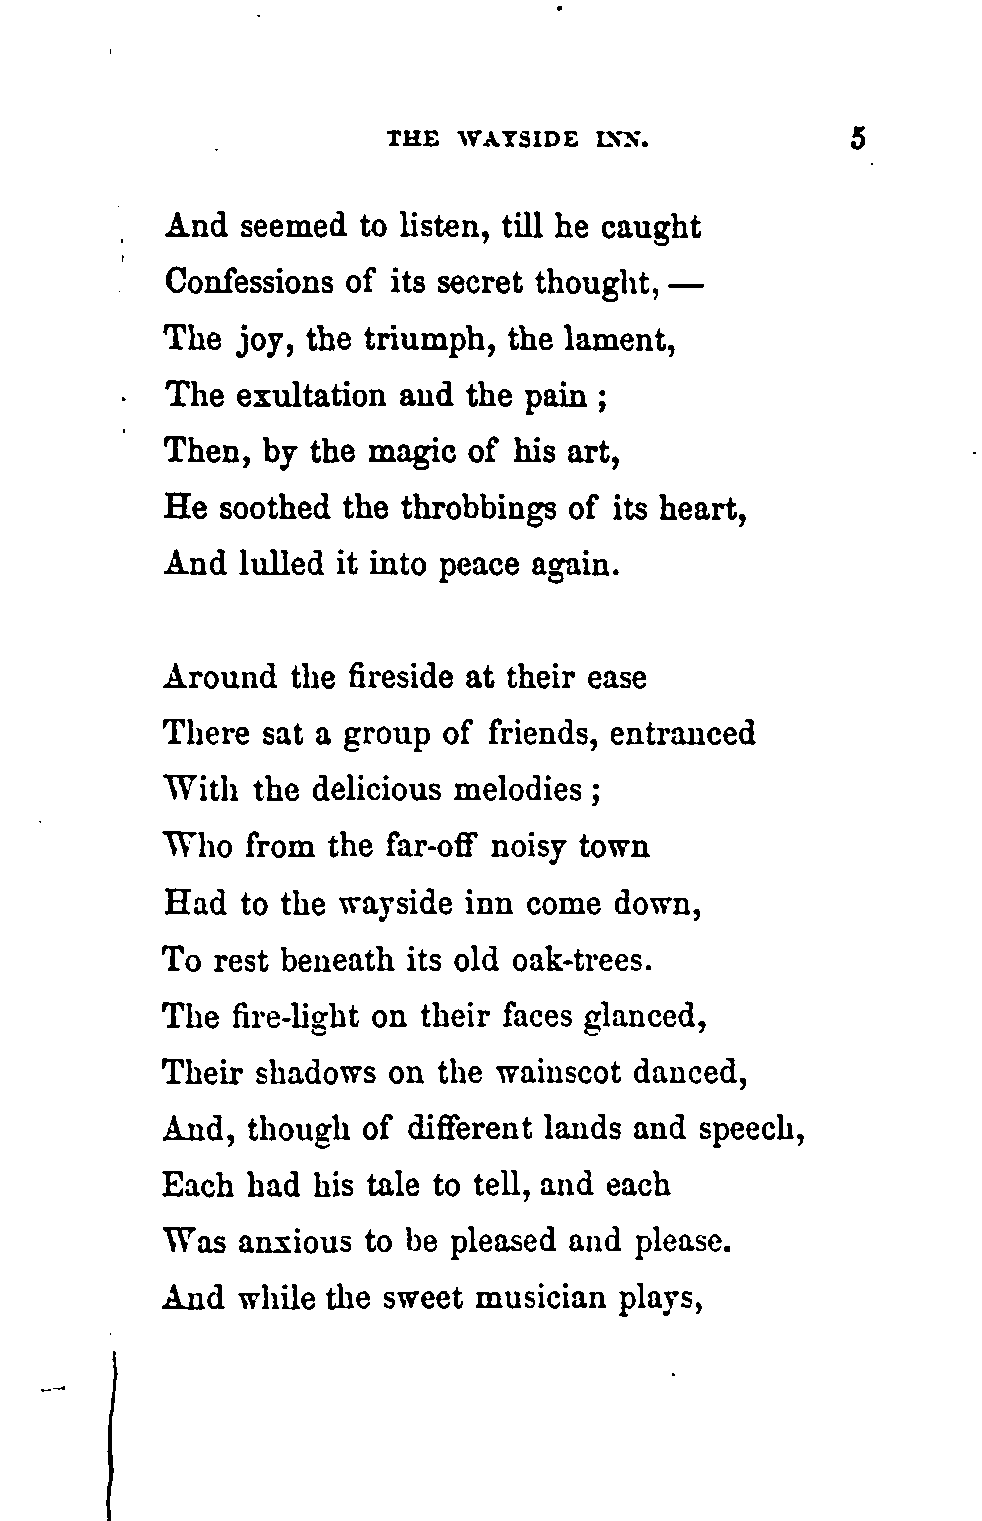 THE WAYSIDE INN. 5
And seemed to listen, till he caught
Confessions of its secret thought, —
The joy, the triumph, the lament,
The exultation and the pain ;
Then, by the magic of his art,
He soothed the throbbings of its heart,
And lulled it into peace again.
Around the fireside at their ease
There sat a group of friends, entranced
With the delicious melodies ;
Who from the far-off noisy town
Had to the wayside inn come down,
To rest beneath its old oak-trees.
The fire-light on their faces glanced,
Their shadows on the wainscot danced,
And, though of different lands and speech,
Each had his tale to tell, and each
Was anxious to be pleased and please.
And while the sweet musician plays,